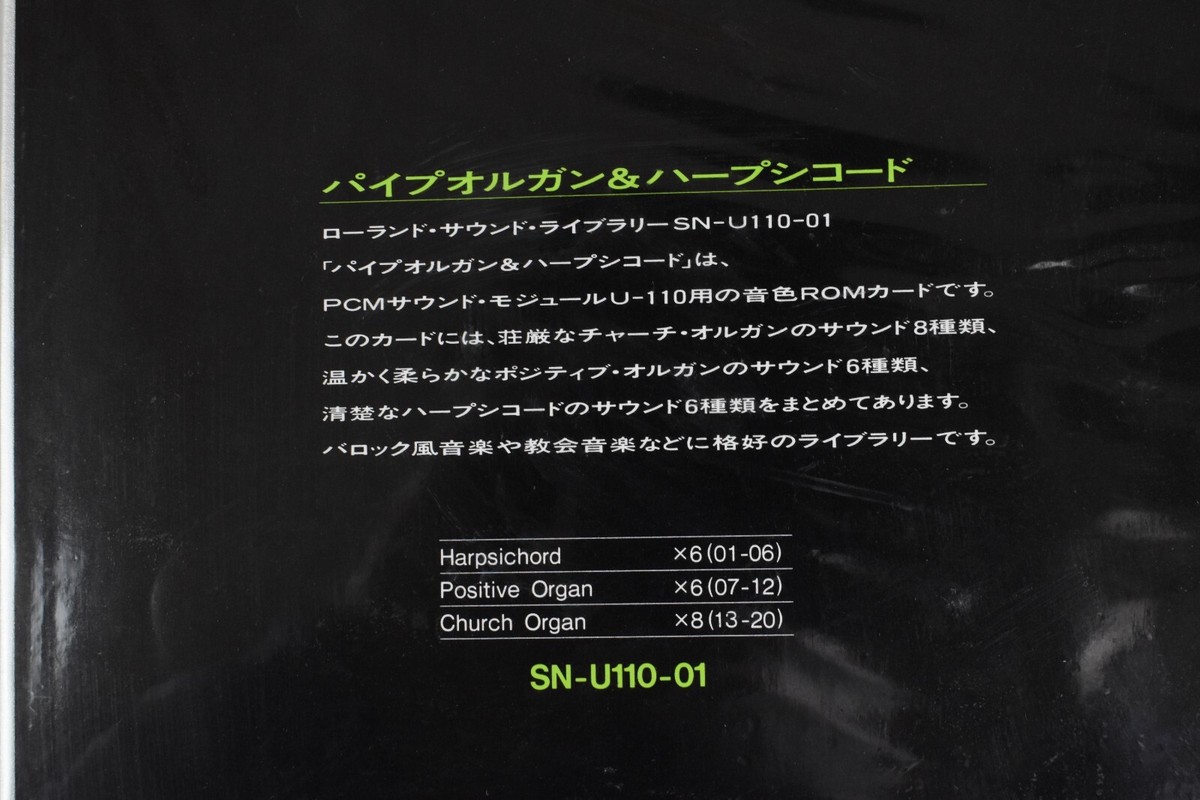 パイプオルガン&ハープシコード
ローランド・サウンド・ライブラリーSN-U110-01
「パイプオルガン&ハープシコード」は、
PCMサウンド・モジュールU-110用の音色ROMカードです。
このカードには、荘厳なチャーチ・オルガンのサウンド8種類、
温かく柔らかなポジティブ・オルガンのサウンド6種類、
清楚なハープシコードのサウンド6種類をまとめてあります。
バロック風音楽や教会音楽などに格好のライブラリーです。
Harpsichord ×6(01-06)
Positive Organ ×6(07-12)
Church Organ ×8(13-20)
SN-U110-01